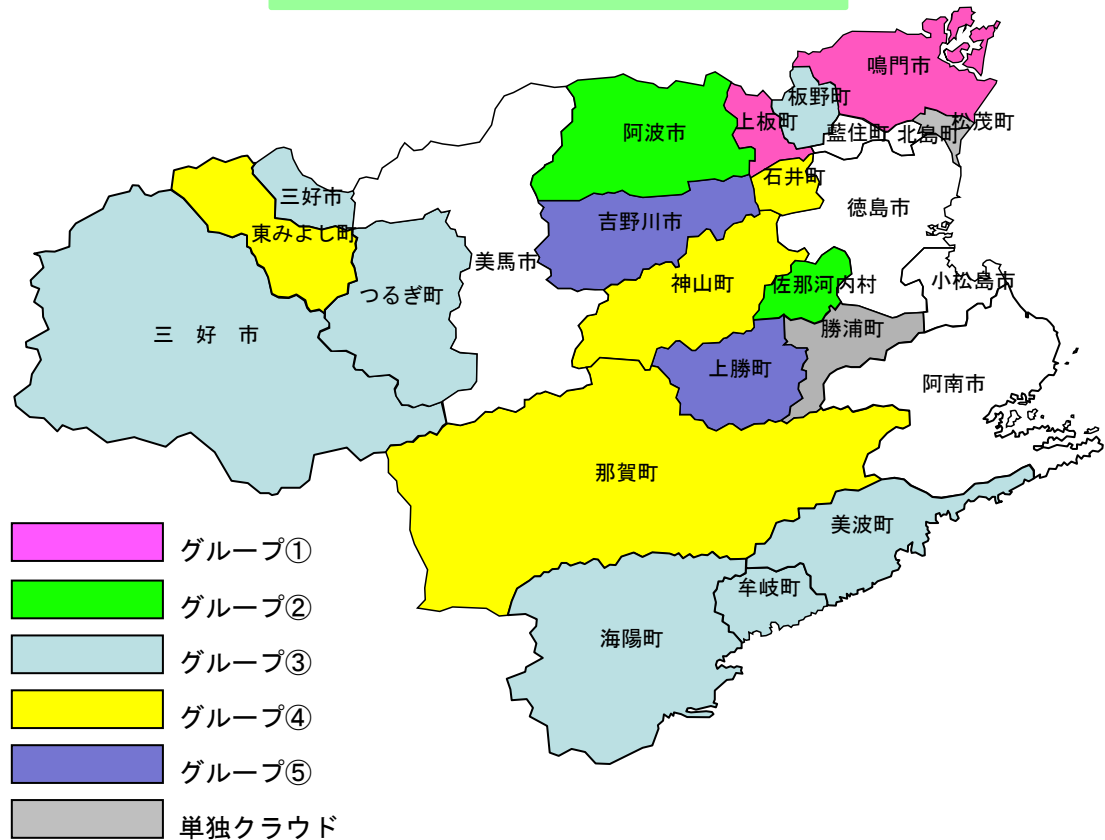 鳴門市
板野町
上板町
松茂町
阿波市
藍住町
北島町
石井町
三好市
徳島市
吉野川市
東みよし町
美馬市
神山町
佐那河内村
小松島市
つるぎ町
勝浦町
三 好 市
上勝町
阿南市
那賀町
美波町
牟岐町
海陽町
グループ①
グループ②
グループ③
グループ④
グループ⑤
単独クラウド